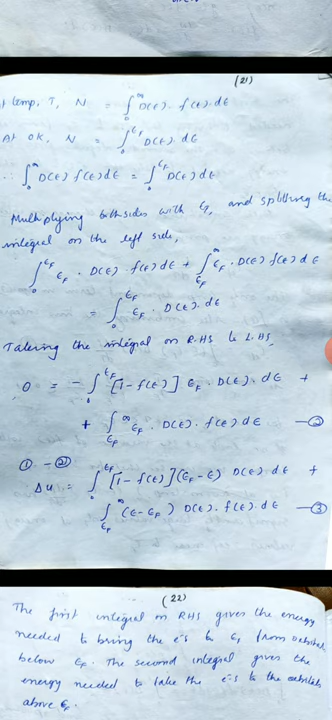 (21)
At temp. T, N = ∫₀^∞ D(ε). f(ε). dε
At 0K, N = ∫₀^εF D(ε) dε
∴ ∫₀^∞ D(ε) f(ε) dε = ∫₀^εF D(ε) dε
Multiplying both sides with εF, and splitting the
integral on the left side,
∫₀^εF εF . D(ε) . f(ε) dε + ∫εF^∞ εF . D(ε) f(ε) dε
= ∫₀^εF εF . D(ε). dε
Takeing the integral on R.HS to L.HS,
0 = - ∫₀^εF [1 - f(ε)] εF . D(ε). dε +
+ ∫εF^∞ εF . D(ε). f(ε) dε —②
① - ②
Δu = ∫₀^εF [1 - f(ε)] (εF - ε) D(ε) dε +
∫εF^∞ (ε - εF) D(ε). f(ε). dε —③
(22)
The first integral on RHS gives the energy
needed to bring the e⁻s to εF from orbitals
below εF. The second integral gives the
energy needed to take the e⁻s to the orbitals
above εF.